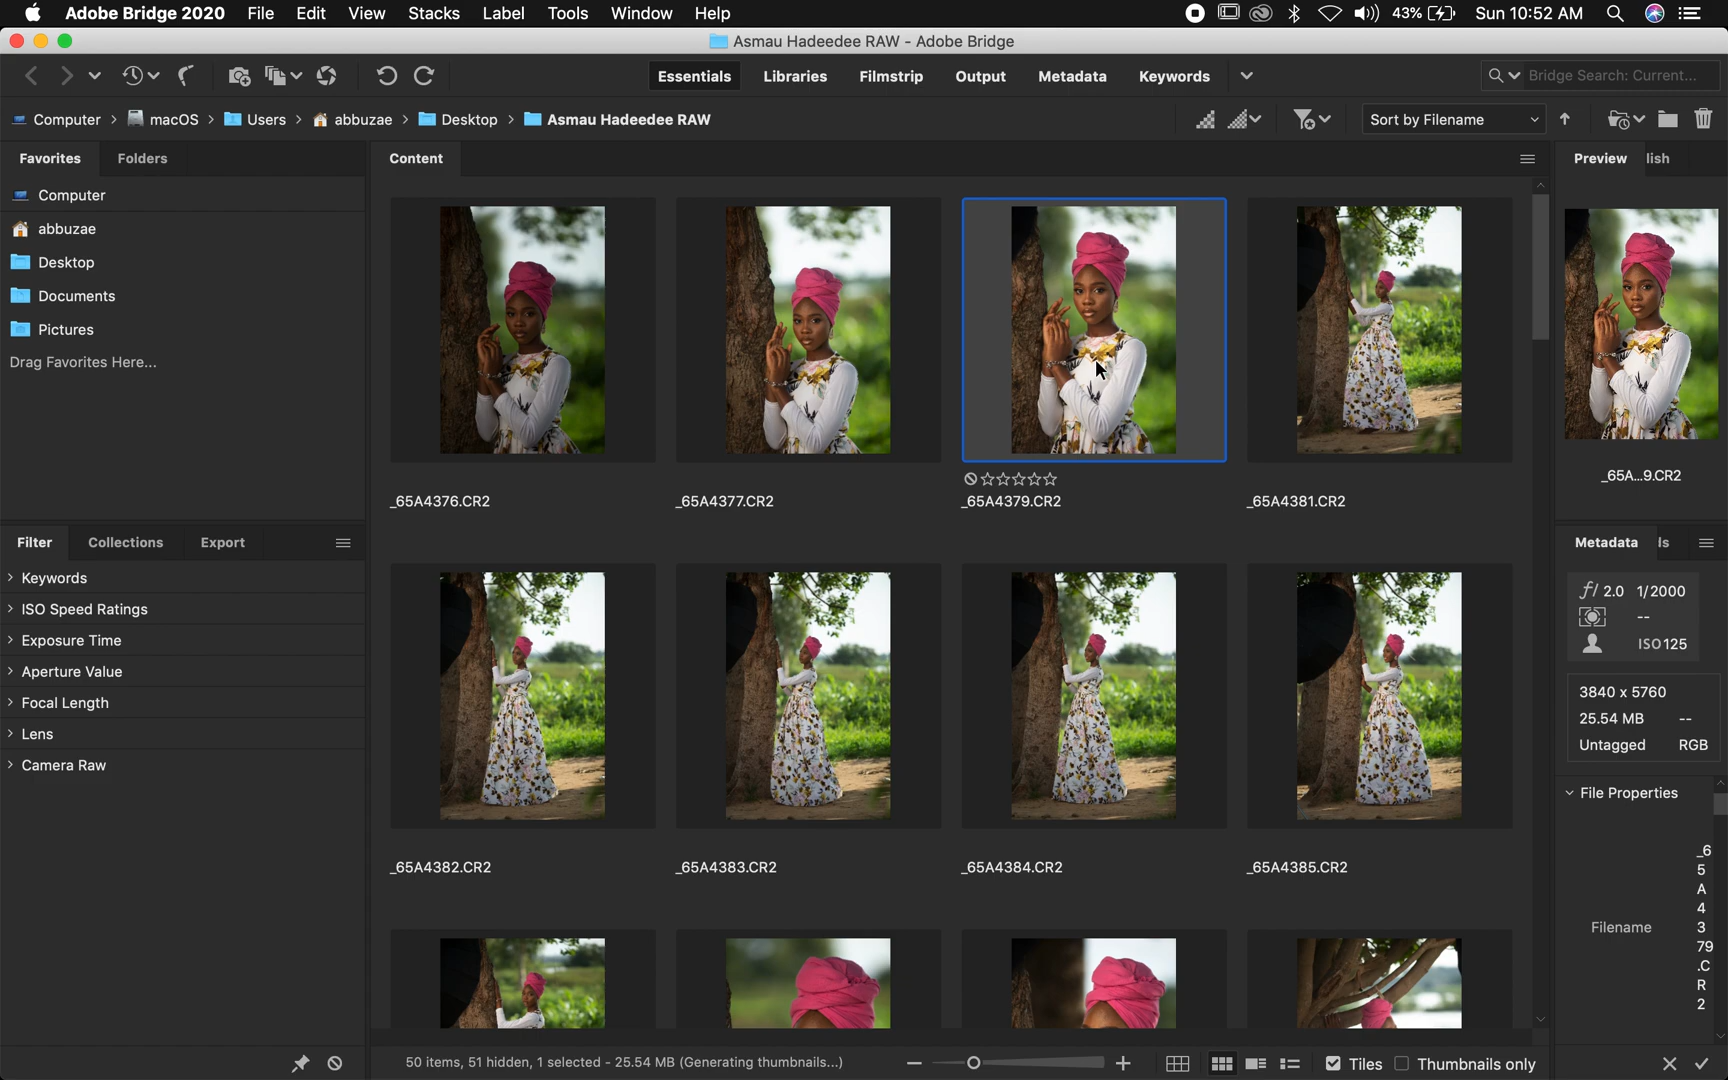 Adobe Bridge 2020 File Edit View Stacks Label Tools Window Help 43% Sun 10:52 AM
Asmau Hadeedee RAW - Adobe Bridge
Essentials Libraries Filmstrip Output Metadata Keywords Bridge Search: Current...
Computer > macOS > Users > abbuzae > Desktop > Asmau Hadeedee RAW Sort by Filename
Favorites Folders
Computer
abbuzae
Desktop
Documents
Pictures
Drag Favorites Here...
Filter Collections Export
Keywords
ISO Speed Ratings
Exposure Time
Aperture Value
Focal Length
Lens
Camera Raw
Content
_65A4376.CR2 _65A4377.CR2 _65A4379.CR2 _65A4381.CR2
_65A4382.CR2 _65A4383.CR2 _65A4384.CR2 _65A4385.CR2
50 items, 51 hidden, 1 selected - 25.54 MB (Generating thumbnails...) Tiles Thumbnails only
Preview lish
_65A...9.CR2
Metadata ls
f/ 2.0 1/2000
--
ISO125
3840 x 5760
25.54 MB --
Untagged RGB
File Properties
Filename _65A4379.CR2